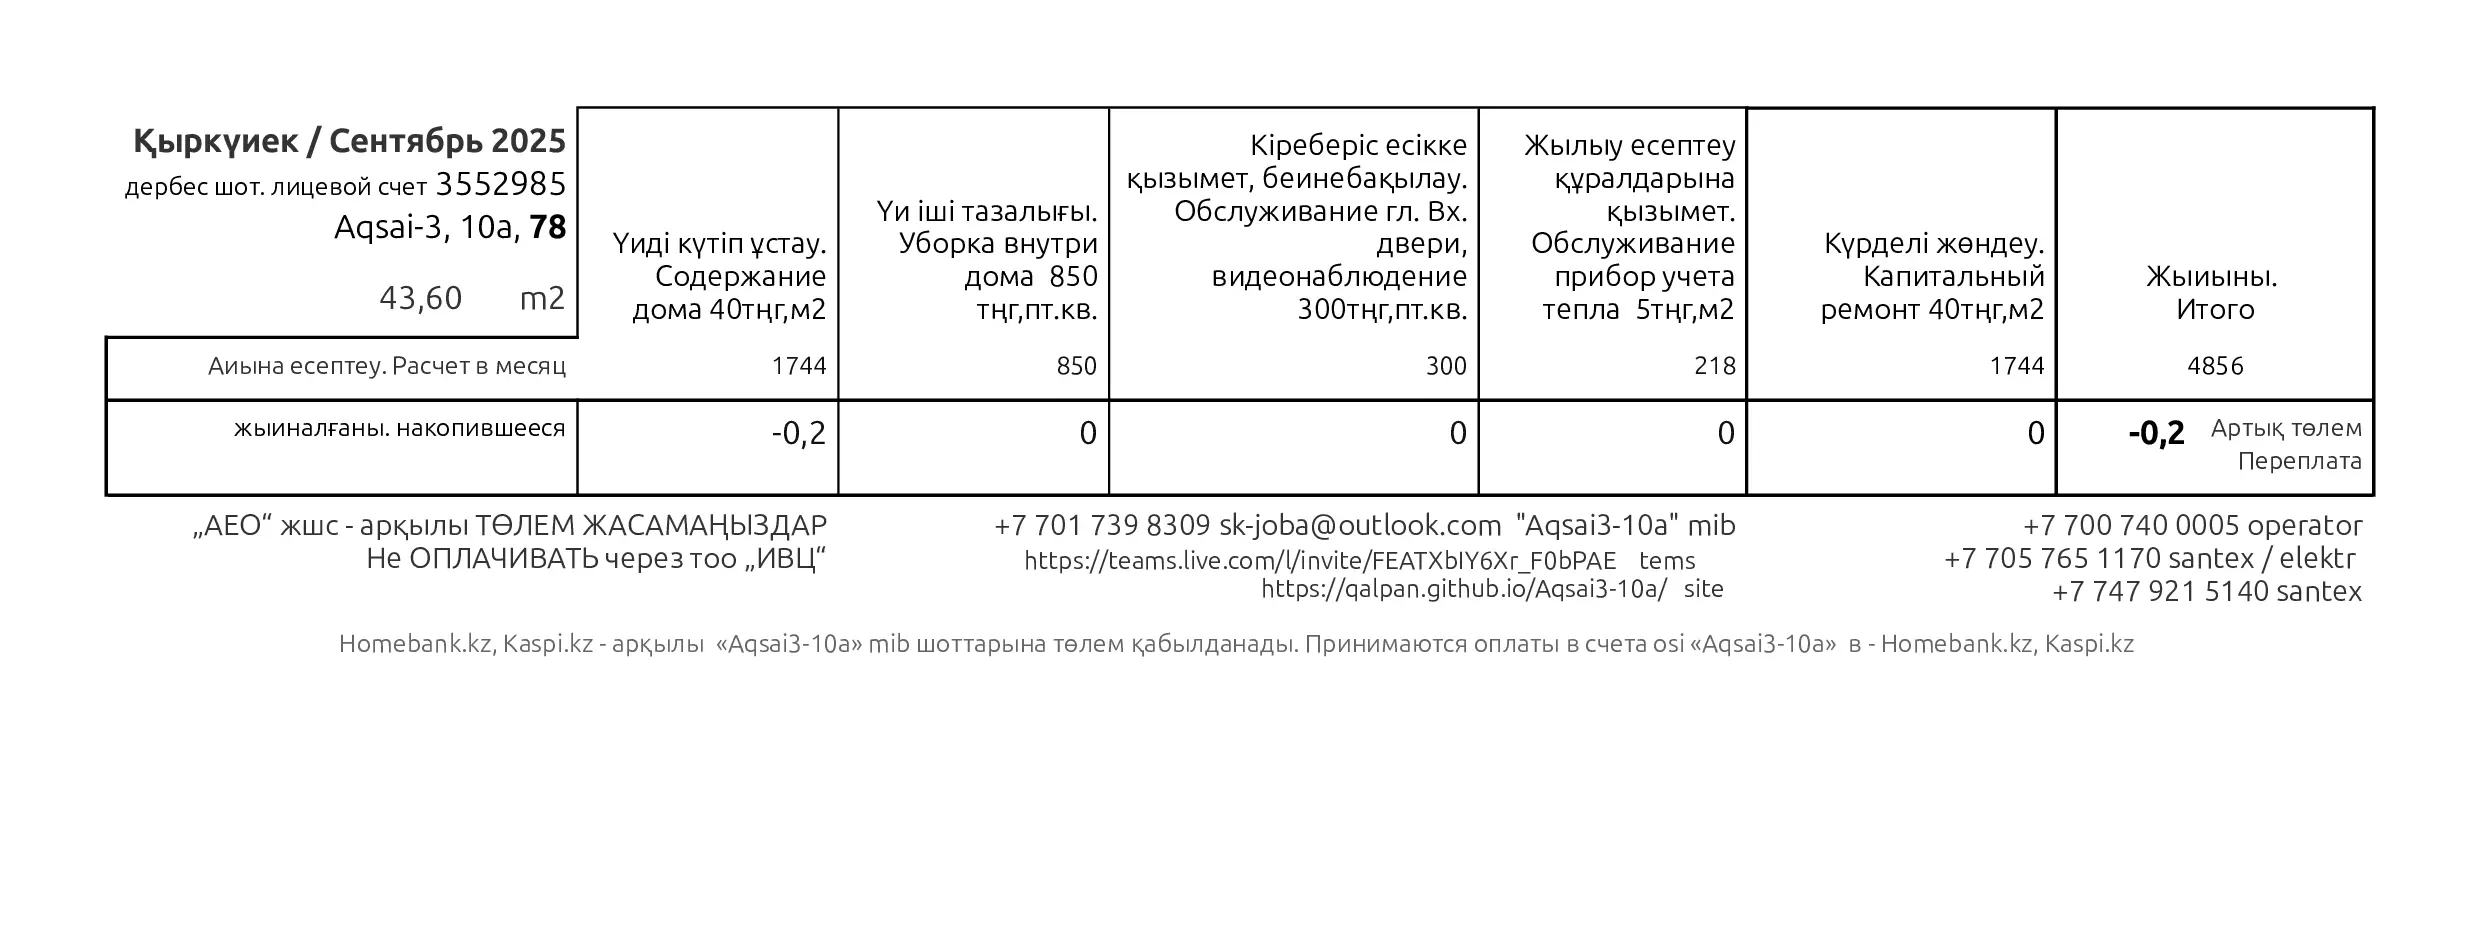 Қыркүиек / Сентябрь 2025
дербес шот. лицевой счет 3552985
Aqsai-3, 10a, 78
43,60 m2
Үиді күтіп ұстау.
Содержание
дома 40тңг,м2
Үи іші тазалығы.
Уборка внутри
дома 850
тңг,пт.кв.
Кіреберіс есікке
қызымет, беинебақылау.
Обслуживание гл. Вх.
двери,
видеонаблюдение
300тңг,пт.кв.
Жылыу есептеу
құралдарына
қызымет.
Обслуживание
прибор учета
тепла 5тңг,м2
Күрделі жөндеу.
Капитальный
ремонт 40тңг,м2
Жыиыны.
Итого
Аиына есептеу. Расчет в месяц 1744 850 300 218 1744 4856
жыиналғаны. накопившееся -0,2 0 0 0 0 -0,2 Артық төлем
Переплата
„АЕО“ жшс - арқылы ТӨЛЕМ ЖАСАМАҢЫЗДАР
Не ОПЛАЧИВАТЬ через тоо „ИВЦ“
+7 701 739 8309 sk-joba@outlook.com "Aqsai3-10a" mib
https://teams.live.com/l/invite/FEATXbIY6Xr_F0bPAE tems
https://qalpan.github.io/Aqsai3-10a/ site
+7 700 740 0005 operator
+7 705 765 1170 santex / elektr
+7 747 921 5140 santex
Homebank.kz, Kaspi.kz - арқылы «Aqsai3-10a» mib шоттарына төлем қабылданады. Принимаются оплаты в счета osi «Aqsai3-10a» в - Homebank.kz, Kaspi.kz